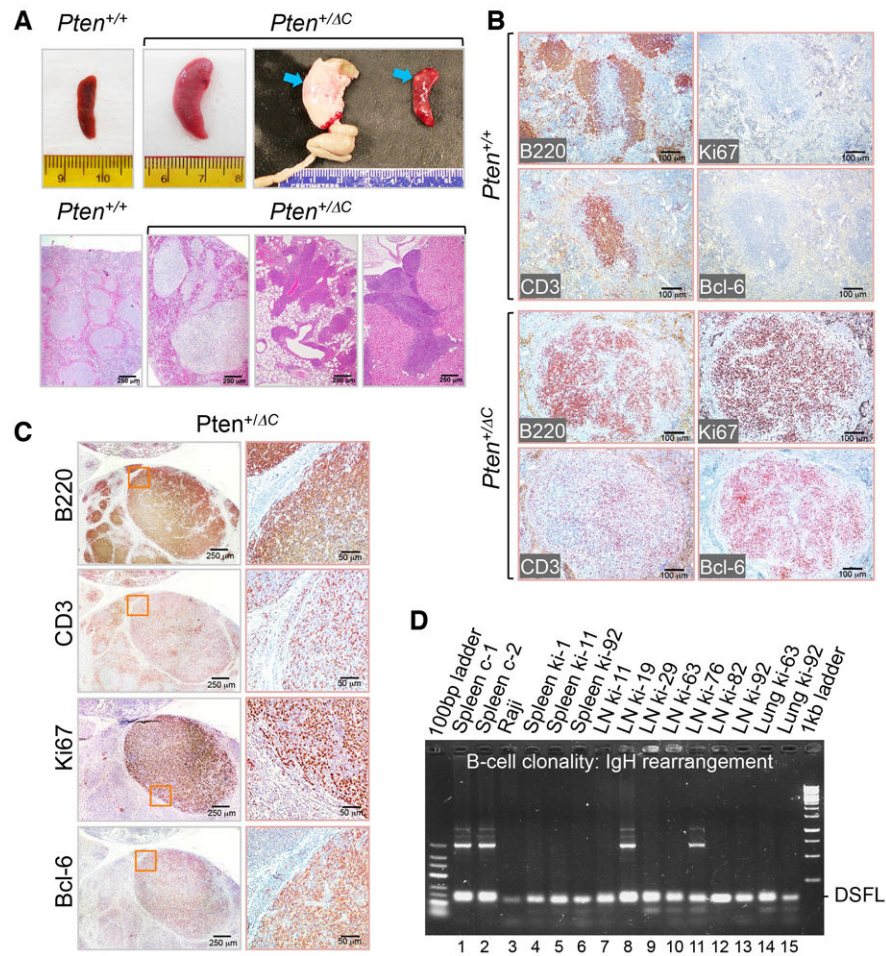 A
Pten+/+
Pten+/ΔC
9 10
6 7 8
CENTIMETERS
Pten+/+
Pten+/ΔC
250 μm
250 μm
250 μm
250 μm
B
Pten+/+
B220
100 μm
Ki67
100 μm
CD3
100 μm
Bcl-6
100 μm
Pten+/ΔC
B220
100 μm
Ki67
100 μm
CD3
100 μm
Bcl-6
100 μm
C
Pten+/ΔC
B220
250 μm
50 μm
CD3
250 μm
50 μm
Ki67
250 μm
50 μm
Bcl-6
250 μm
50 μm
D
100bp ladder
Spleen c-1
Spleen c-2
Raji
Spleen ki-1
Spleen ki-11
Spleen ki-92
LN ki-11
LN ki-19
LN ki-29
LN ki-63
LN ki-76
LN ki-82
LN ki-92
Lung ki-63
Lung ki-92
1kb ladder
B-cell clonality: IgH rearrangement
DSFL
1 2 3 4 5 6 7 8 9 10 11 12 13 14 15